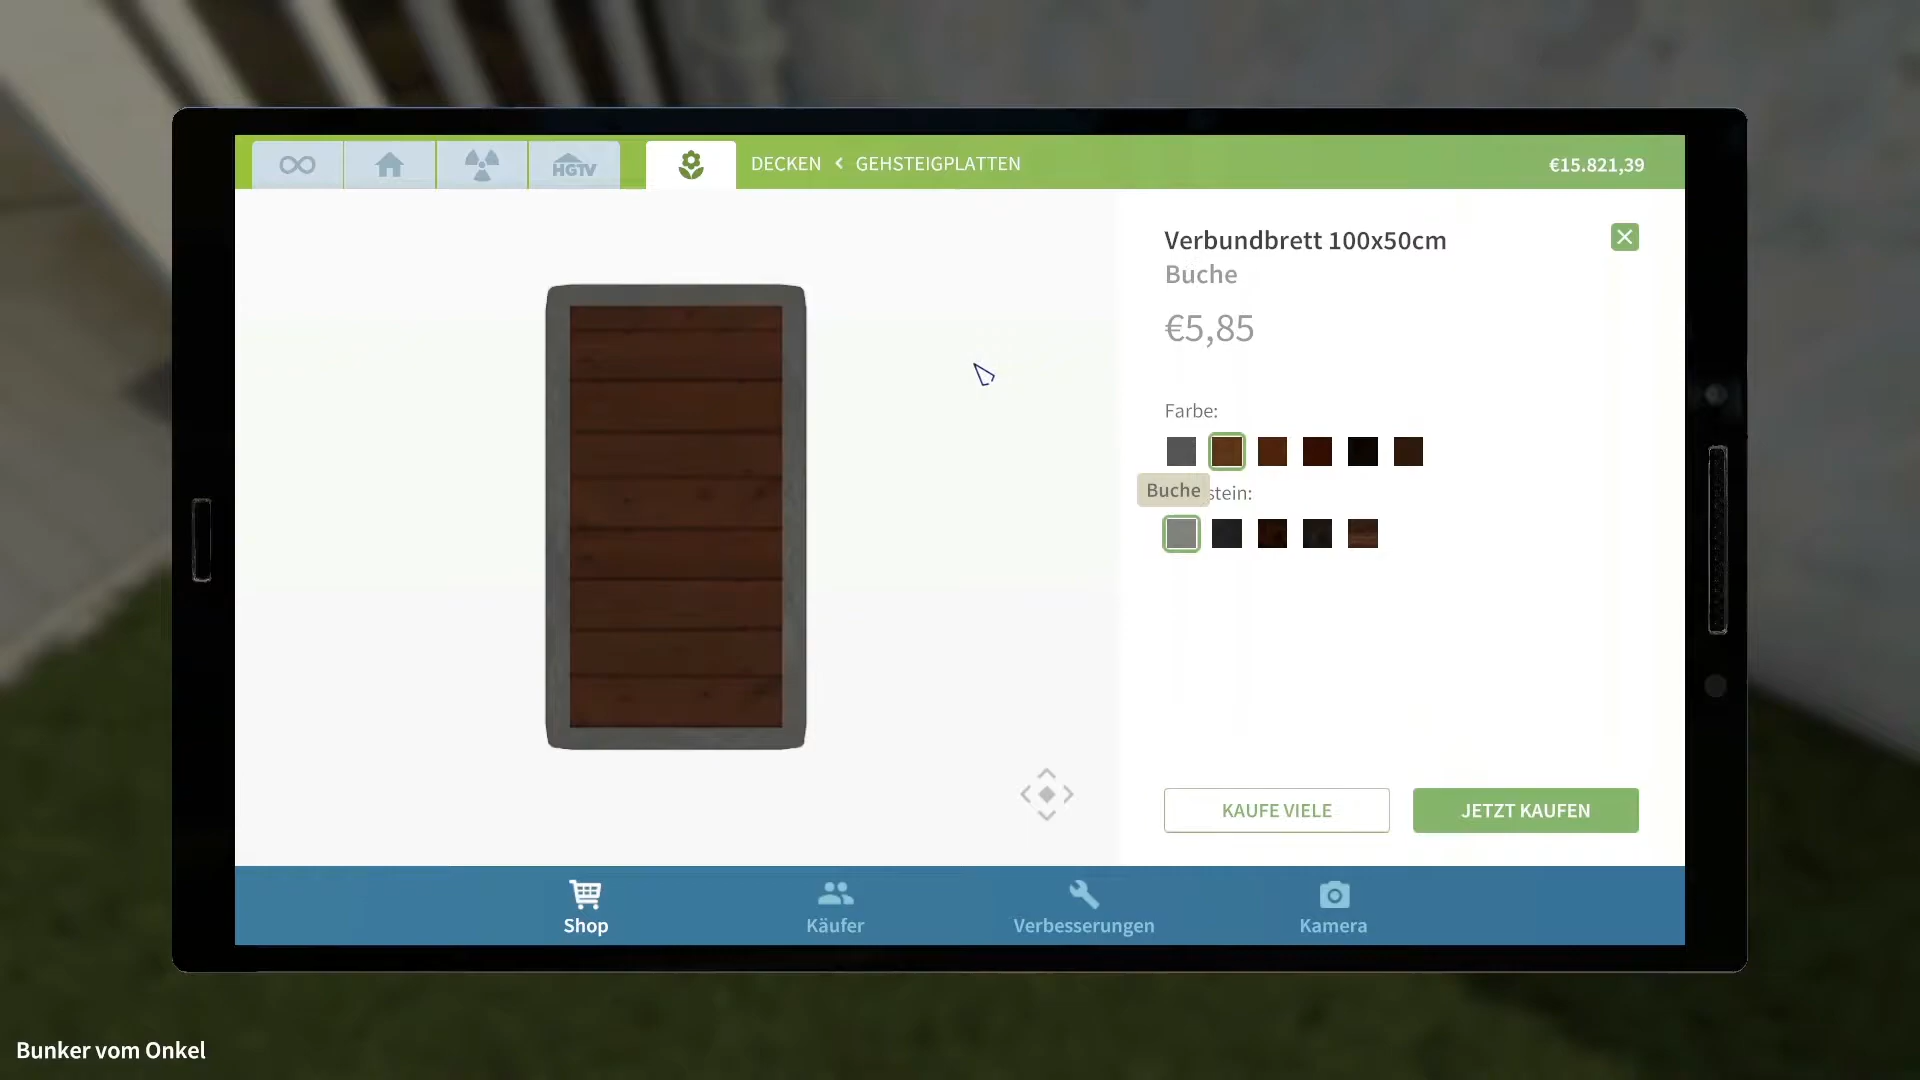 HGTV
DECKEN < GEHSTEIGPLATTEN
€15.821,39
Verbundbrett 100x50cm
Buche
€5,85
Farbe:
Buche
stein:
KAUFE VIELE
JETZT KAUFEN
Shop
Käufer
Verbesserungen
Kamera
Bunker vom Onkel